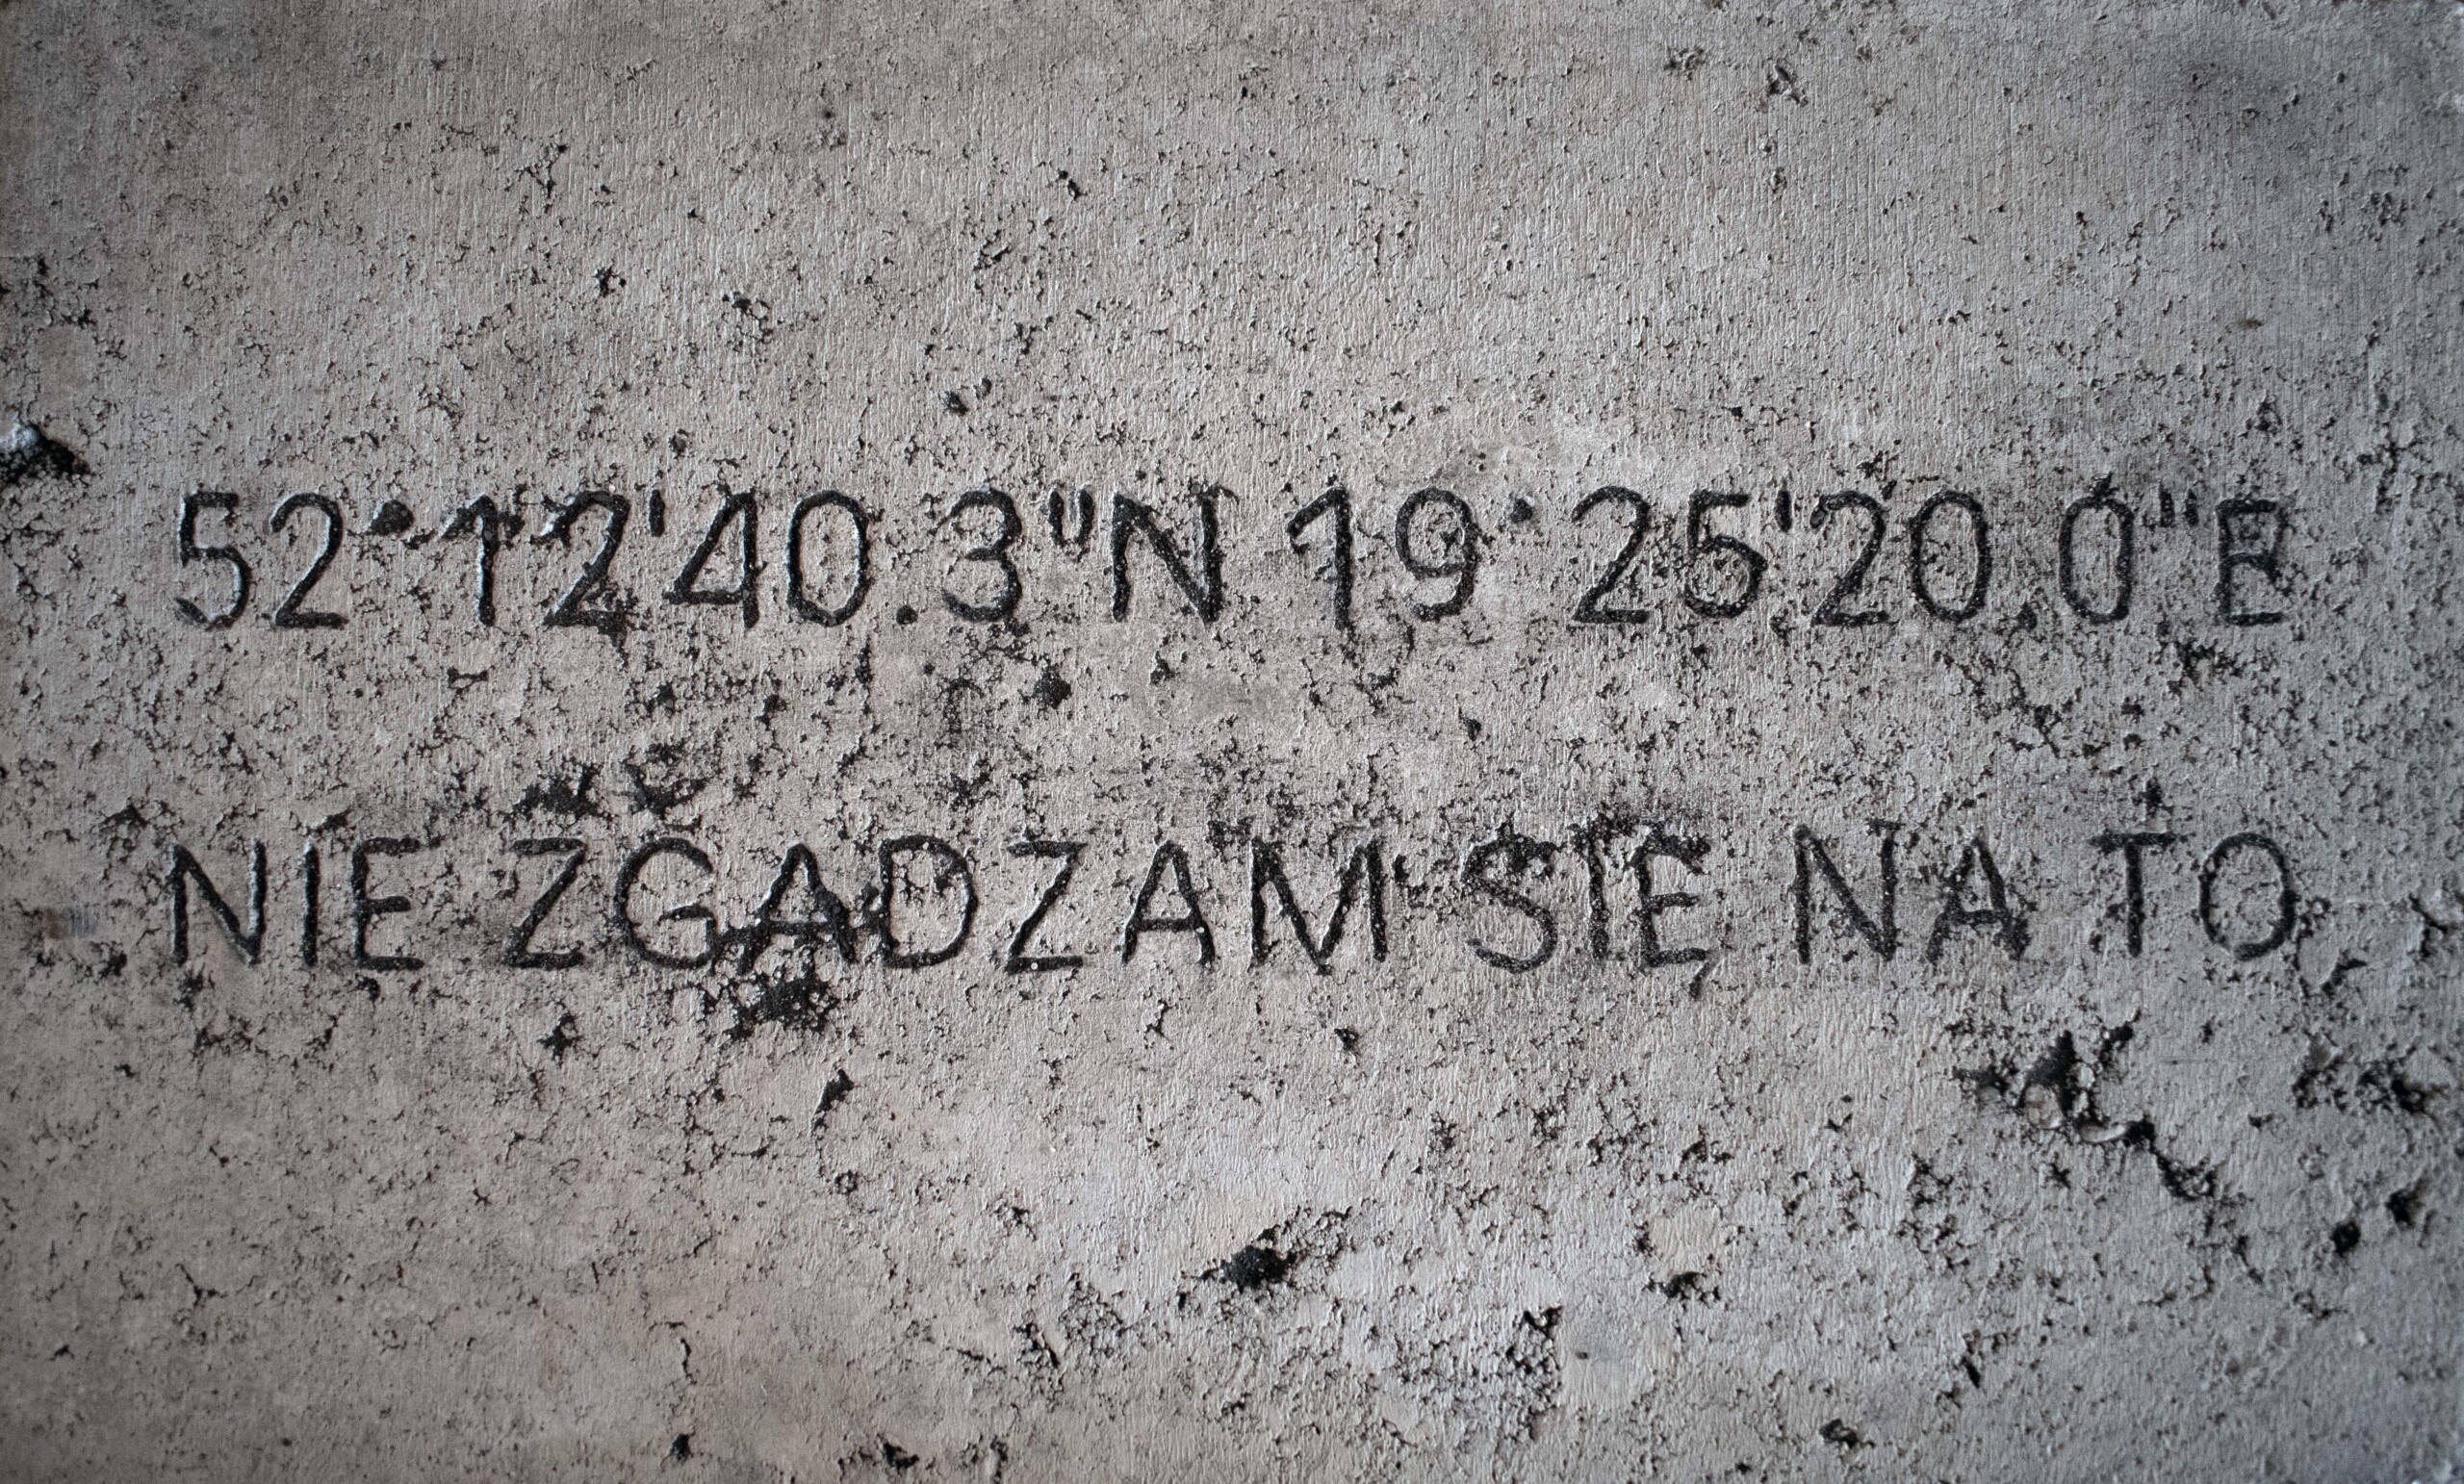 52°12'40.3"N 19°25'20.0"E
NIE ZGADZAM SIĘ NA TO